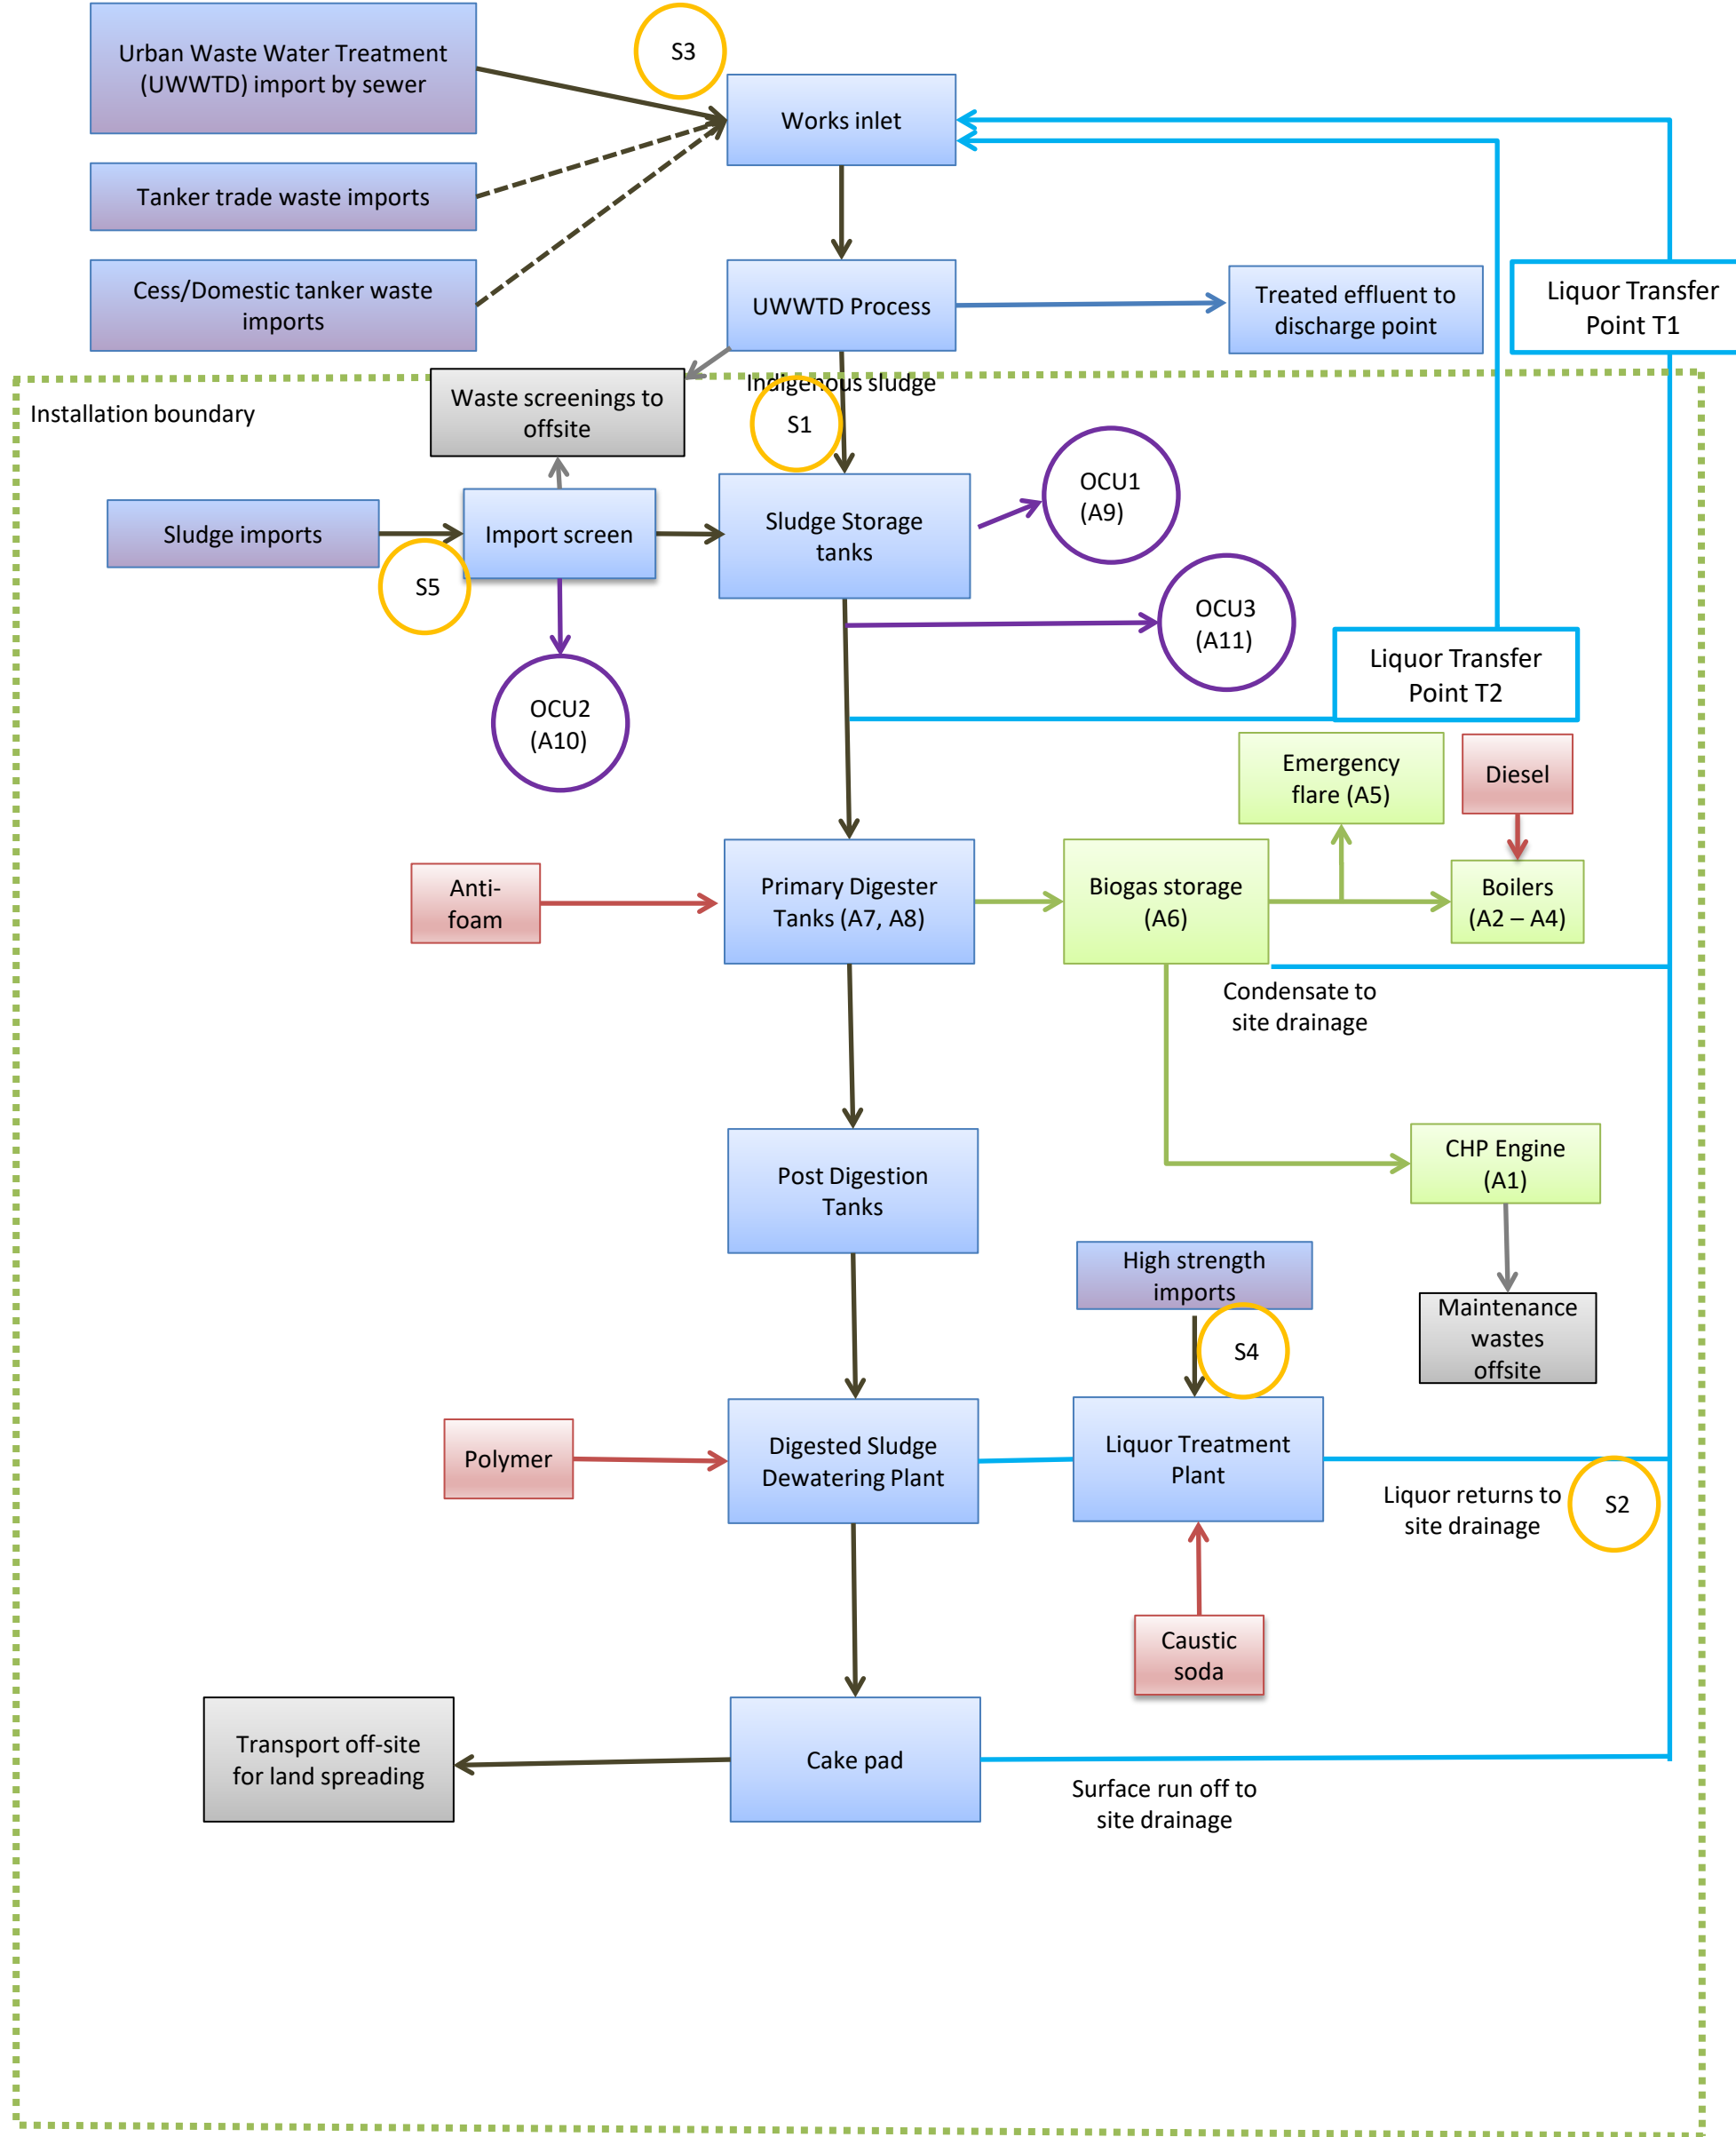 Urban Waste Water Treatment
(UWWTD) import by sewer
S3
Works inlet
Tanker trade waste imports
Cess/Domestic tanker waste
imports
UWWTD Process
Treated effluent to
discharge point
Liquor Transfer
Point T1
Installation boundary
Waste screenings to
offsite
Indigenous sludge
S1
OCU1
(A9)
Sludge imports
Import screen
Sludge Storage
tanks
S5
OCU3
(A11)
OCU2
(A10)
Liquor Transfer
Point T2
Emergency
flare (A5)
Diesel
Anti-
foam
Primary Digester
Tanks (A7, A8)
Biogas storage
(A6)
Boilers
(A2 – A4)
Condensate to
site drainage
Post Digestion
Tanks
CHP Engine
(A1)
High strength
imports
Maintenance
wastes
offsite
S4
Polymer
Digested Sludge
Dewatering Plant
Liquor Treatment
Plant
Liquor returns to
site drainage
S2
Caustic
soda
Transport off-site
for land spreading
Cake pad
Surface run off to
site drainage